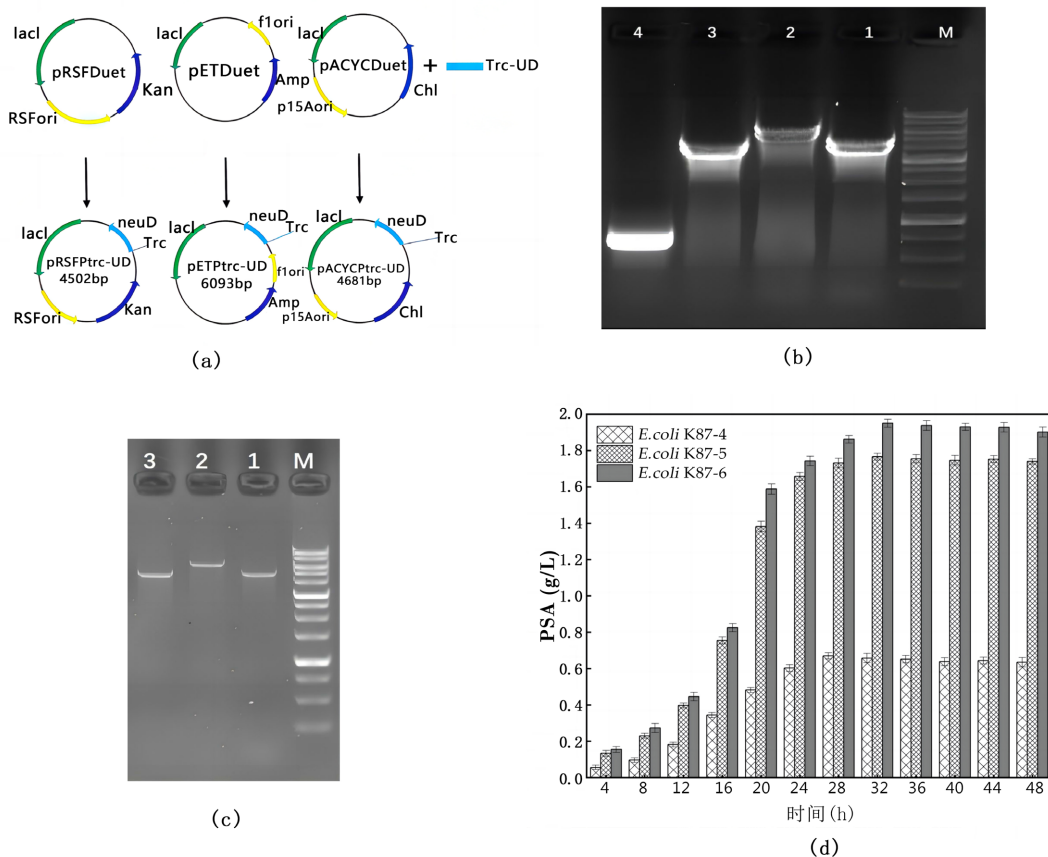 lacI
pRSFDuet
Kan
RSFori
lacI
f1ori
pETDuet
Amp
lacI
pACYCDuet
p15Aori
Chl
+
Trc-UD
lacI
neuD
Trc
pRSFPtrc-UD
4502bp
RSFori
Kan
lacI
neuD
Trc
pETPtrc-UD
6093bp
f1ori
Amp
lacI
neuD
Trc
pACYCPtrc-UD
4681bp
p15Aori
Chl
(a)
4 3 2 1 M
(b)
3 2 1 M
(c)
PSA (g/L)
2.0
1.8
1.6
1.4
1.2
1.0
0.8
0.6
0.4
0.2
0.0
E.coli K87-4
E.coli K87-5
E.coli K87-6
4 8 12 16 20 24 28 32 36 40 44 48
时间(h)
(d)